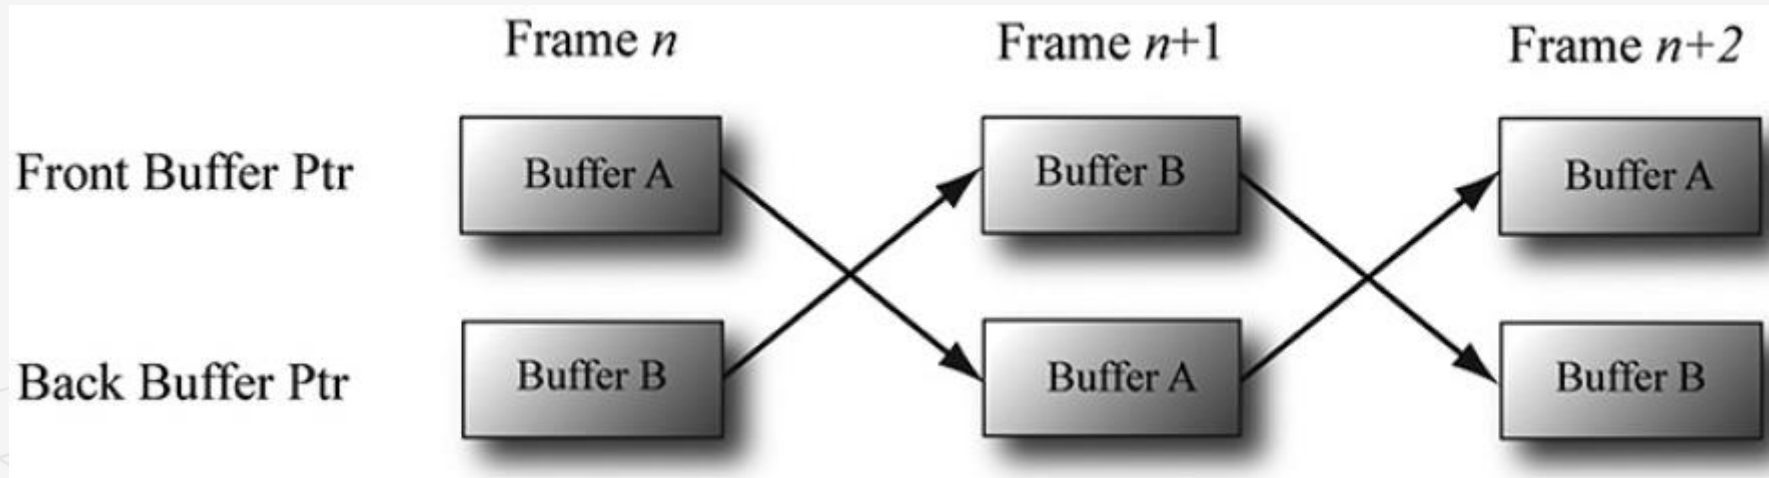 Frame n
Frame n+1
Frame n+2
Front Buffer Ptr
Buffer A
Buffer B
Buffer A
Back Buffer Ptr
Buffer B
Buffer A
Buffer B